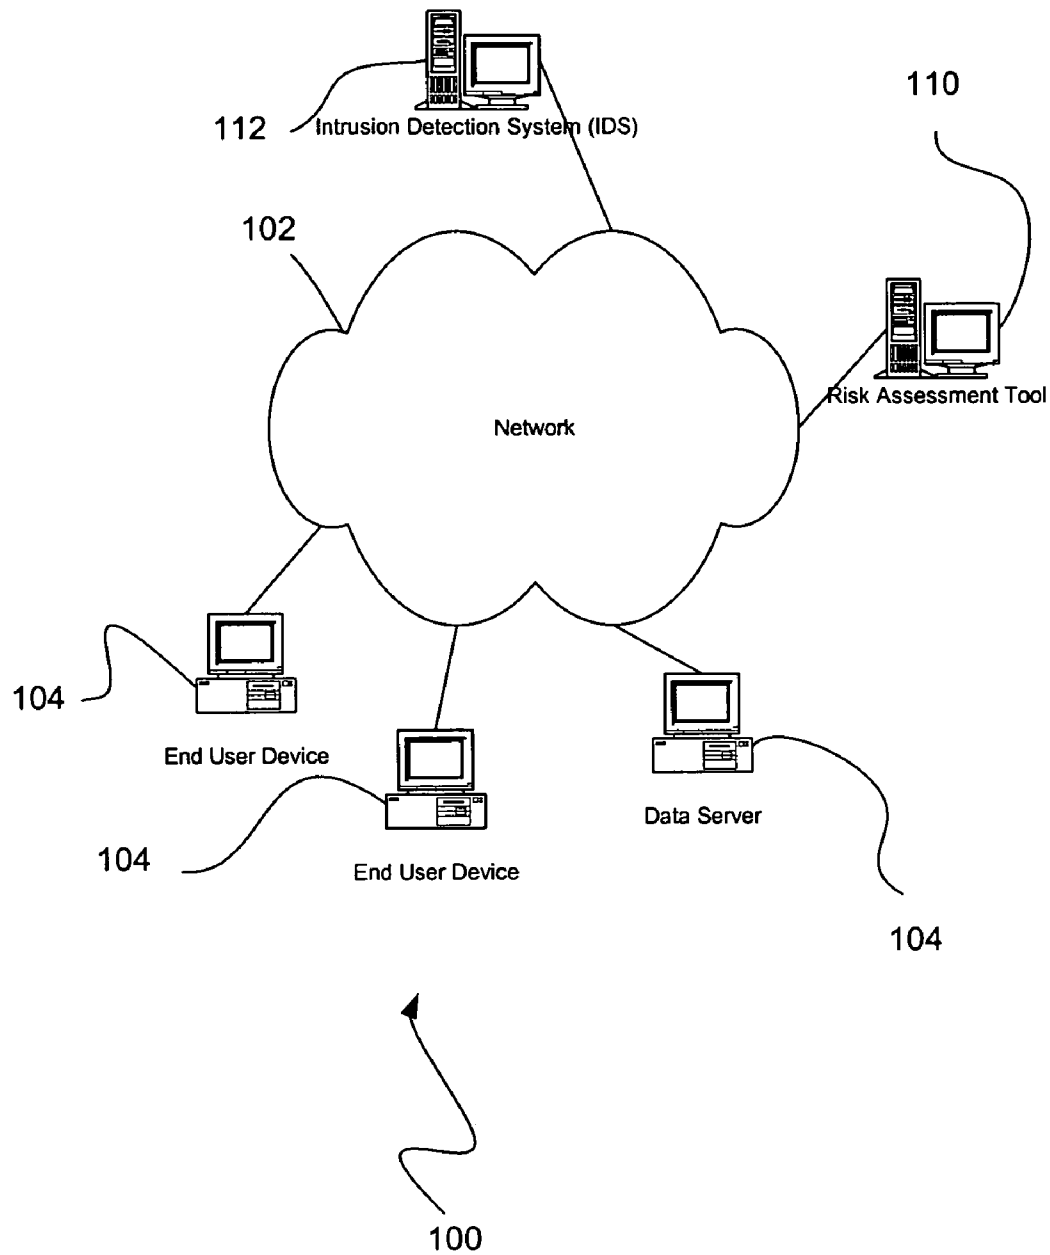 110
112
Intrusion Detection System (IDS)
102
Risk Assessment Tool
Network
104
End User Device
Data Server
104
End User Device
104
100